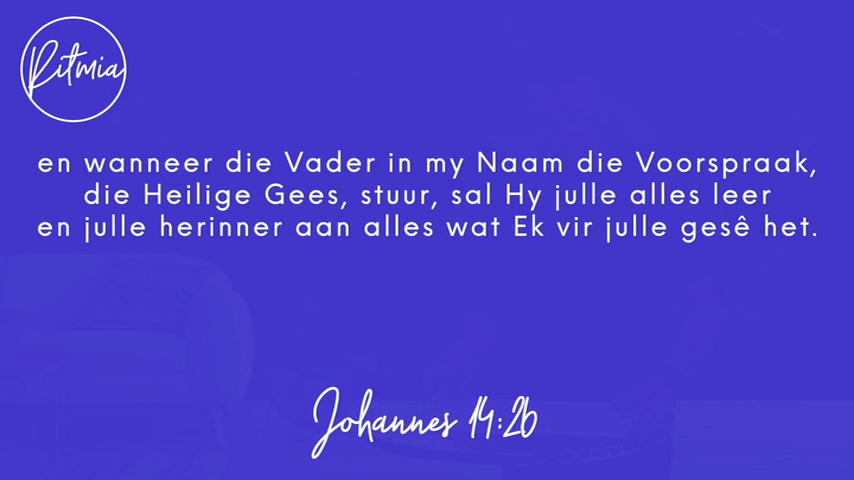 Ritmia
en wanneer die Vader in my Naam die Voorspraak,
die Heilige Gees, stuur, sal Hy julle alles leer
en julle herinner aan alles wat Ek vir julle gesê het.
Johannes 14:26